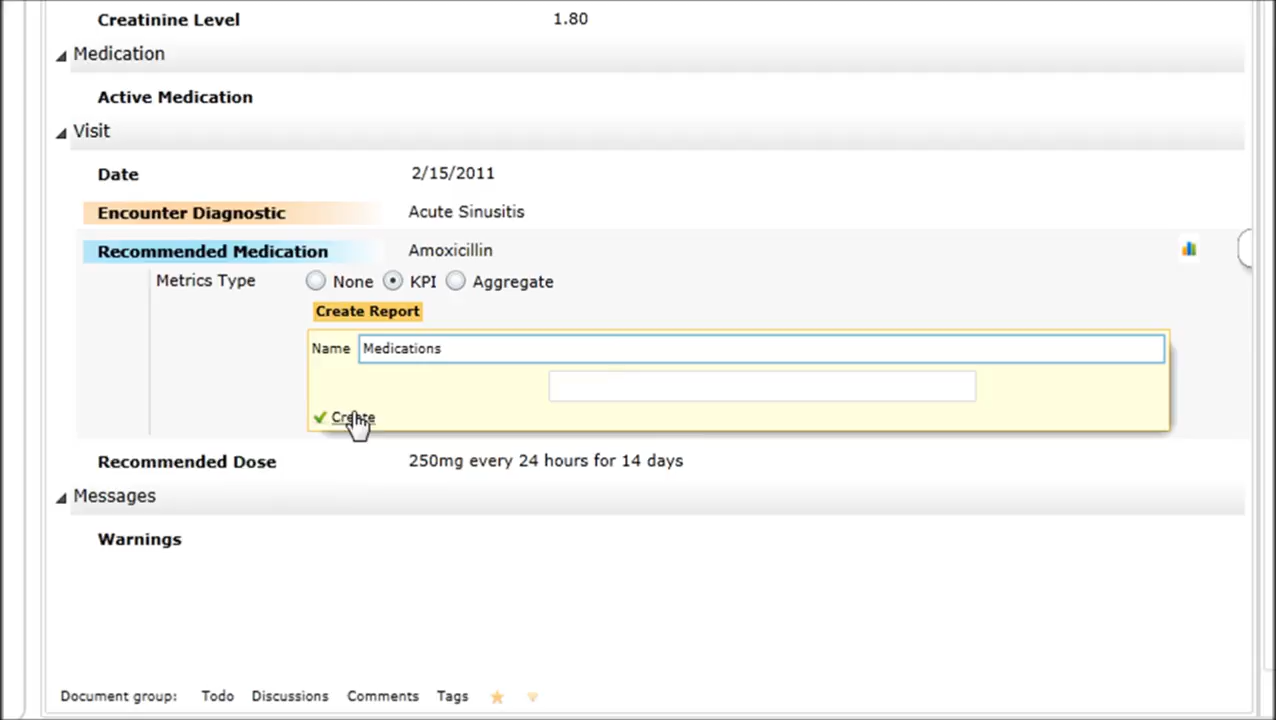 Creatinine Level 1.80
Medication
Active Medication
Visit
Date 2/15/2011
Encounter Diagnostic Acute Sinusitis
Recommended Medication Amoxicillin
Metrics Type None KPI Aggregate
Create Report
Name Medications
Create
Recommended Dose 250mg every 24 hours for 14 days
Messages
Warnings
Document group: Todo Discussions Comments Tags